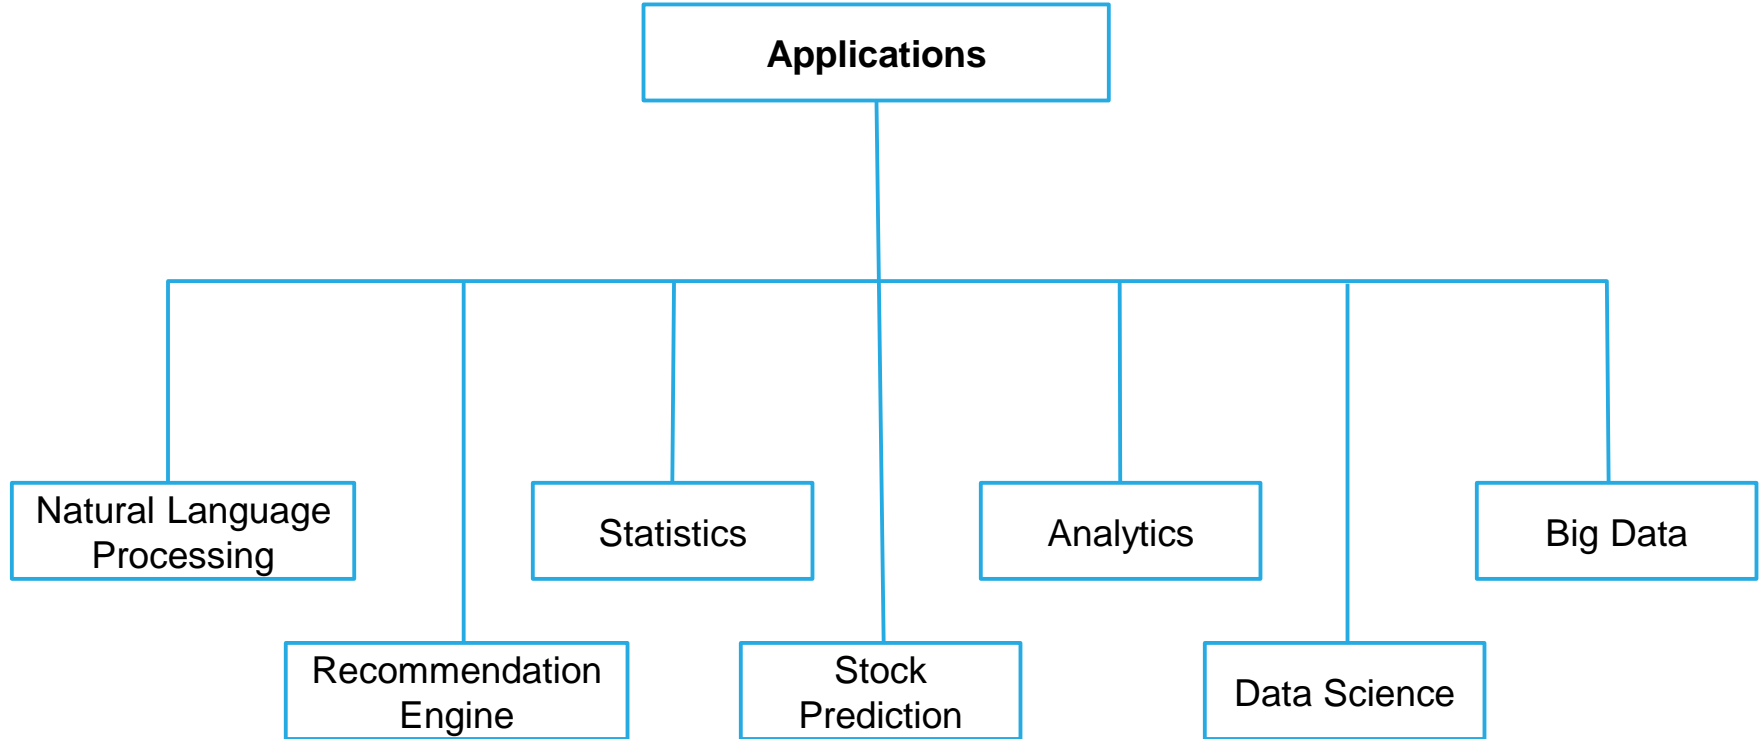 Applications
Natural Language
Processing
Statistics
Analytics
Big Data
Recommendation
Engine
Stock
Prediction
Data Science